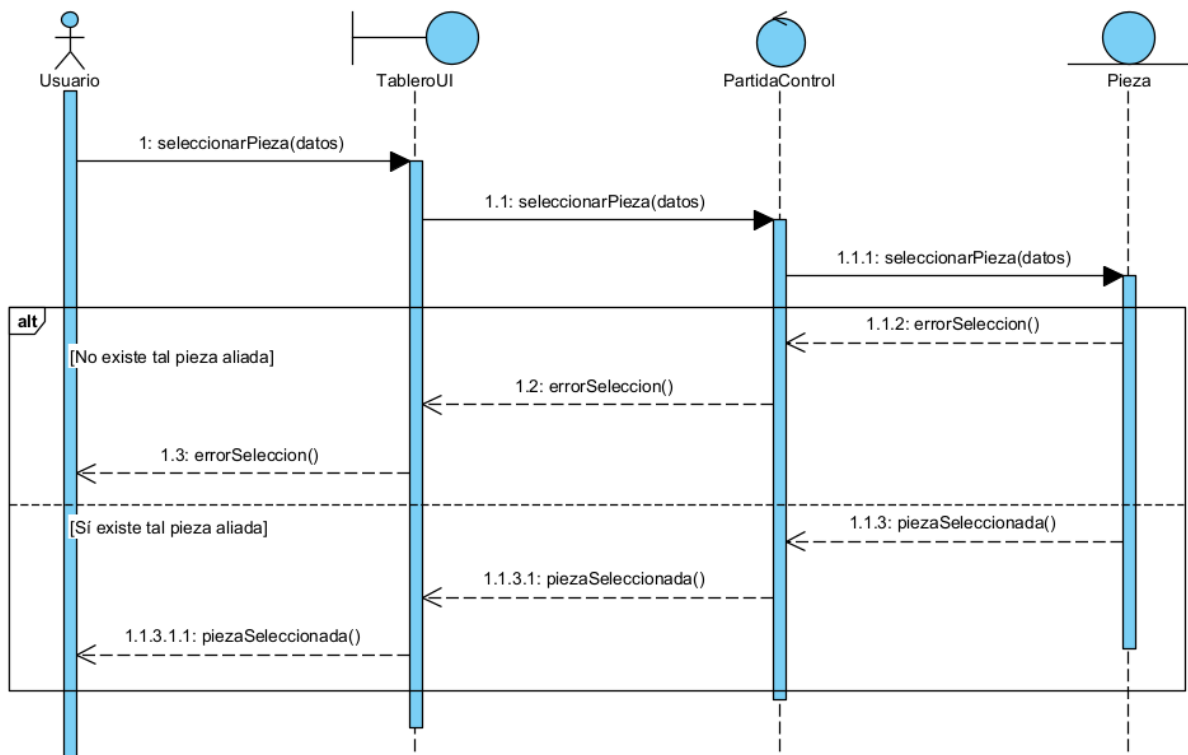 Usuario
TableroUI
PartidaControl
Pieza
1: seleccionarPieza(datos)
1.1: seleccionarPieza(datos)
1.1.1: seleccionarPieza(datos)
alt
1.1.2: errorSeleccion()
[No existe tal pieza aliada]
1.2: errorSeleccion()
1.3: errorSeleccion()
[Sí existe tal pieza aliada]
1.1.3: piezaSeleccionada()
1.1.3.1: piezaSeleccionada()
1.1.3.1.1: piezaSeleccionada()